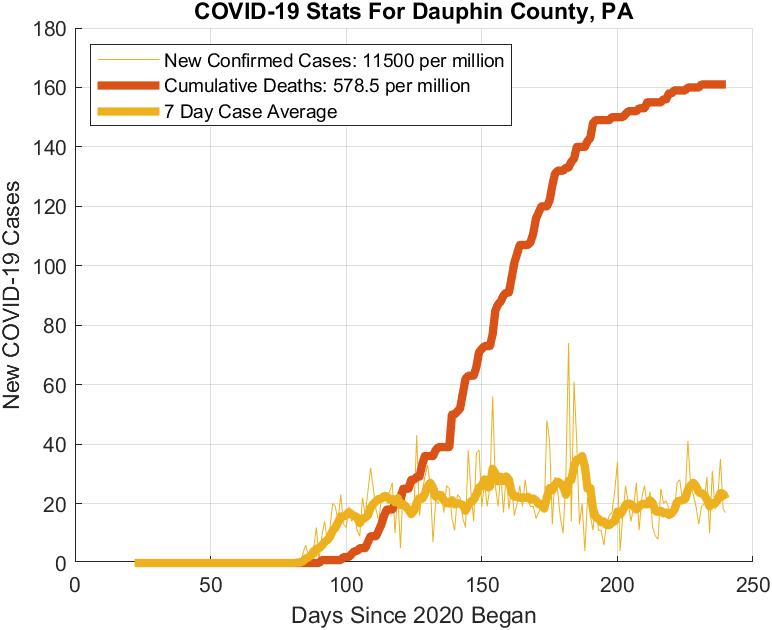 COVID-19 Stats For Dauphin County, PA
New Confirmed Cases: 11500 per million
Cumulative Deaths: 578.5 per million
7 Day Case Average
New COVID-19 Cases
180
160
140
120
100
80
60
40
20
0
0 50 100 150 200 250
Days Since 2020 Began